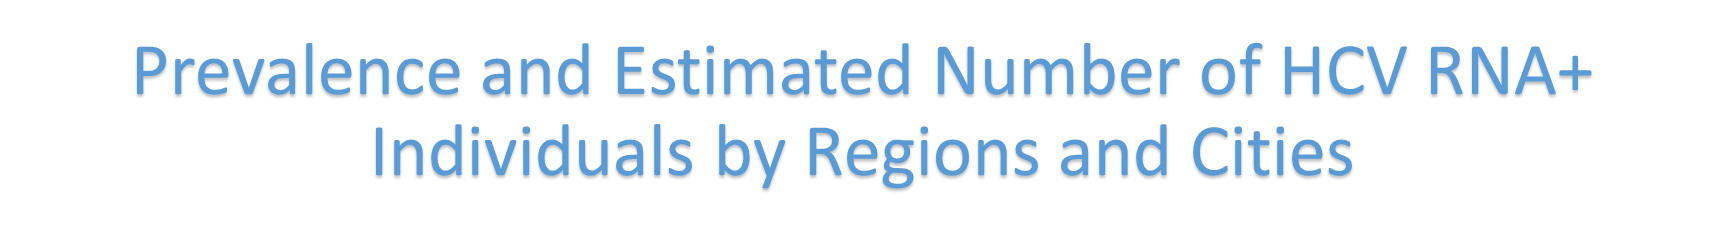 Prevalence and Estimated Number of HCV RNA+
Individuals by Regions and Cities